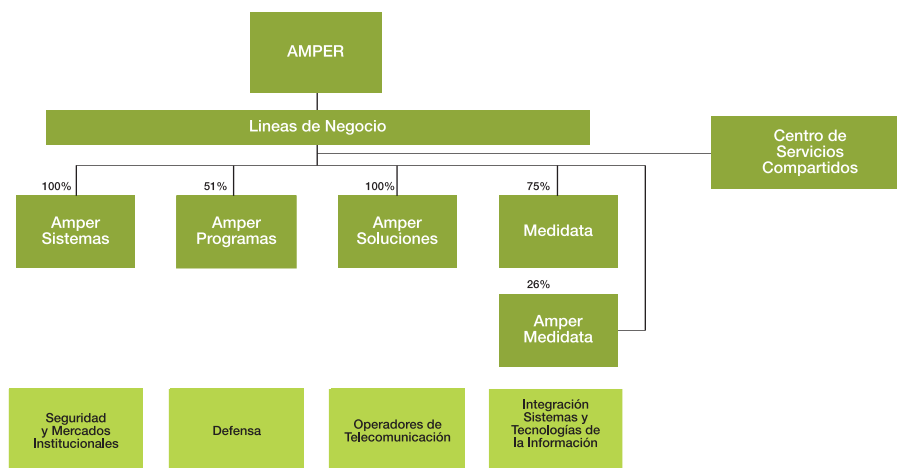 AMPER
Lineas de Negocio
Centro de
Servicios
Compartidos
100%
51%
100%
75%
Amper
Sistemas
Amper
Programas
Amper
Soluciones
Medidata
26%
Amper
Medidata
Seguridad
y Mercados
Institucionales
Defensa
Operadores de
Telecomunicación
Integración
Sistemas y
Tecnologías de
la Información